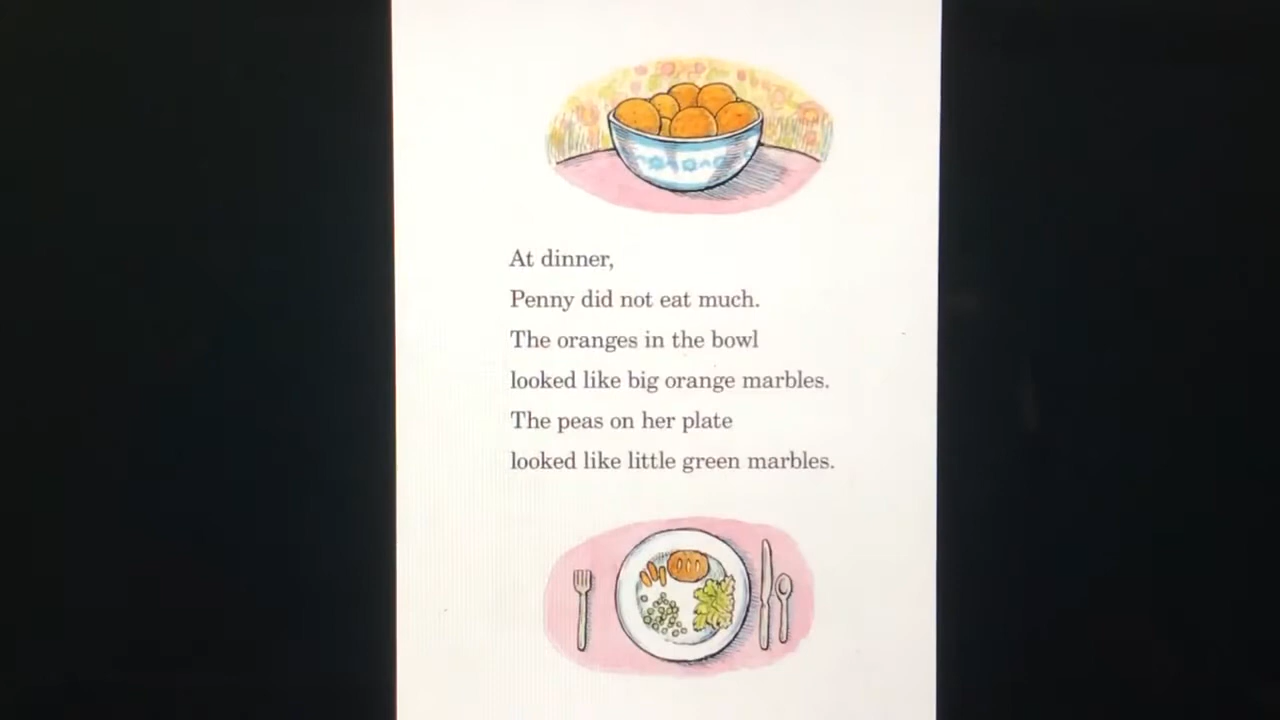 At dinner,
Penny did not eat much.
The oranges in the bowl
looked like big orange marbles.
The peas on her plate
looked like little green marbles.